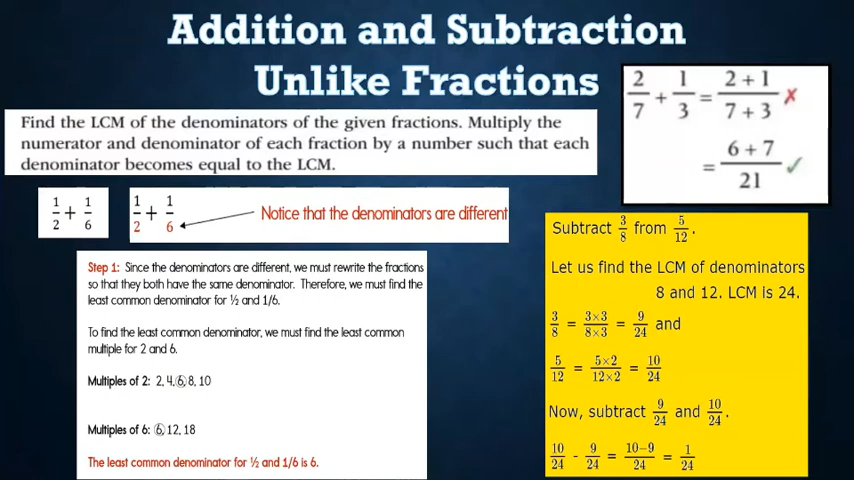 Addition and Subtraction
Unlike Fractions
Find the LCM of the denominators of the given fractions. Multiply the
numerator and denominator of each fraction by a number such that each
denominator becomes equal to the LCM.
2/7 + 1/3 = (2 + 1)/(7 + 3) ✗
= (6 + 7)/21 ✓
1/2 + 1/6
1/2 + 1/6
Notice that the denominators are different
Step 1: Since the denominators are different, we must rewrite the fractions
so that they both have the same denominator. Therefore, we must find the
least common denominator for ½ and 1/6.
To find the least common denominator, we must find the least common
multiple for 2 and 6.
Multiples of 2: 2, 4, 6, 8, 10
Multiples of 6: 6, 12, 18
The least common denominator for ½ and 1/6 is 6.
Subtract 3/8 from 5/12.
Let us find the LCM of denominators
8 and 12. LCM is 24.
3/8 = (3×3)/(8×3) = 9/24 and
5/12 = (5×2)/(12×2) = 10/24
Now, subtract 9/24 and 10/24.
10/24 - 9/24 = (10−9)/24 = 1/24